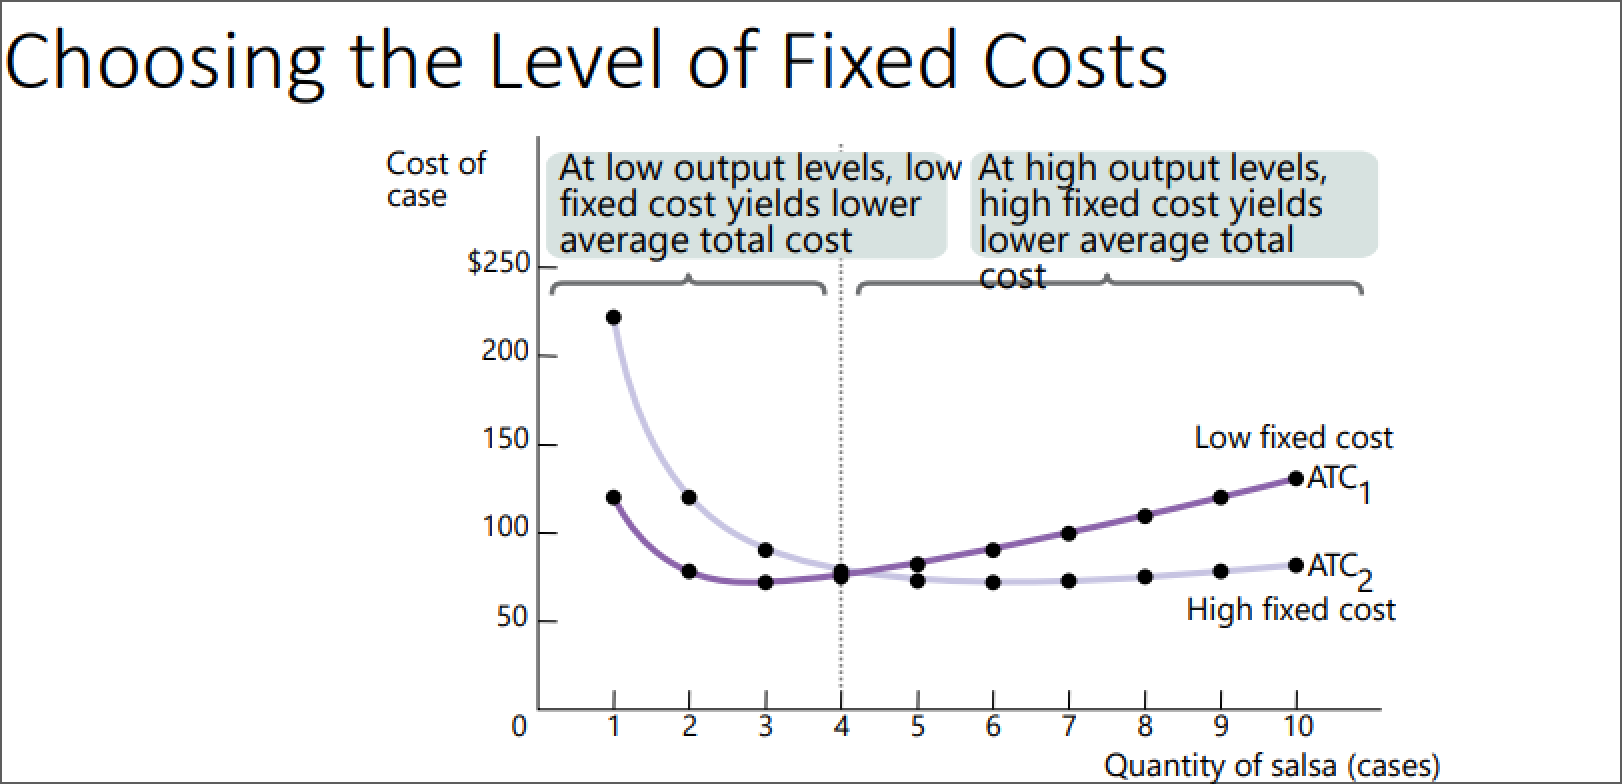 Choosing the Level of Fixed Costs
Cost of
case
At low output levels, low
fixed cost yields lower
average total cost
At high output levels,
high fixed cost yields
lower average total
cost
$250
200
150
100
50
Low fixed cost
ATC1
ATC2
High fixed cost
0 1 2 3 4 5 6 7 8 9 10
Quantity of salsa (cases)